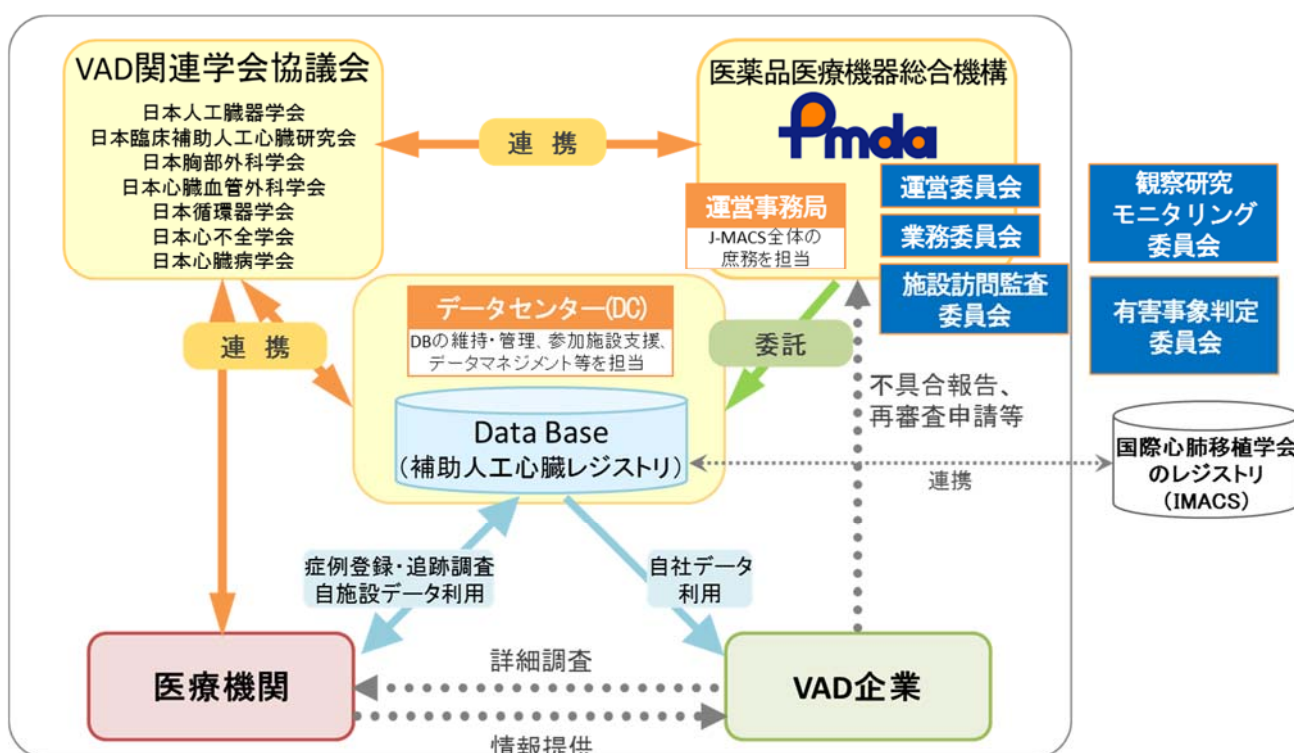 VAD関連学会協議会
日本人工臓器学会
日本臨床補助人工心臓研究会
日本胸部外科学会
日本心臓血管外科学会
日本循環器学会
日本心不全学会
日本心臓病学会
連 携
医薬品医療機器総合機構
Pmda
運営事務局
J-MACS全体の
庶務を担当
運営委員会
業務委員会
施設訪問監査
委員会
観察研究
モニタリング
委員会
有害事象判定
委員会
連 携
データセンター(DC)
DBの維持・管理、参加施設支援、
データマネジメント等を担当
委託
Data Base
（補助人工心臓レジストリ）
不具合報告、
再審査申請等
連携
国際心肺移植学会
のレジストリ
(IMACS)
症例登録・追跡調査
自施設データ利用
自社データ
利用
医療機関
詳細調査
情報提供
VAD企業